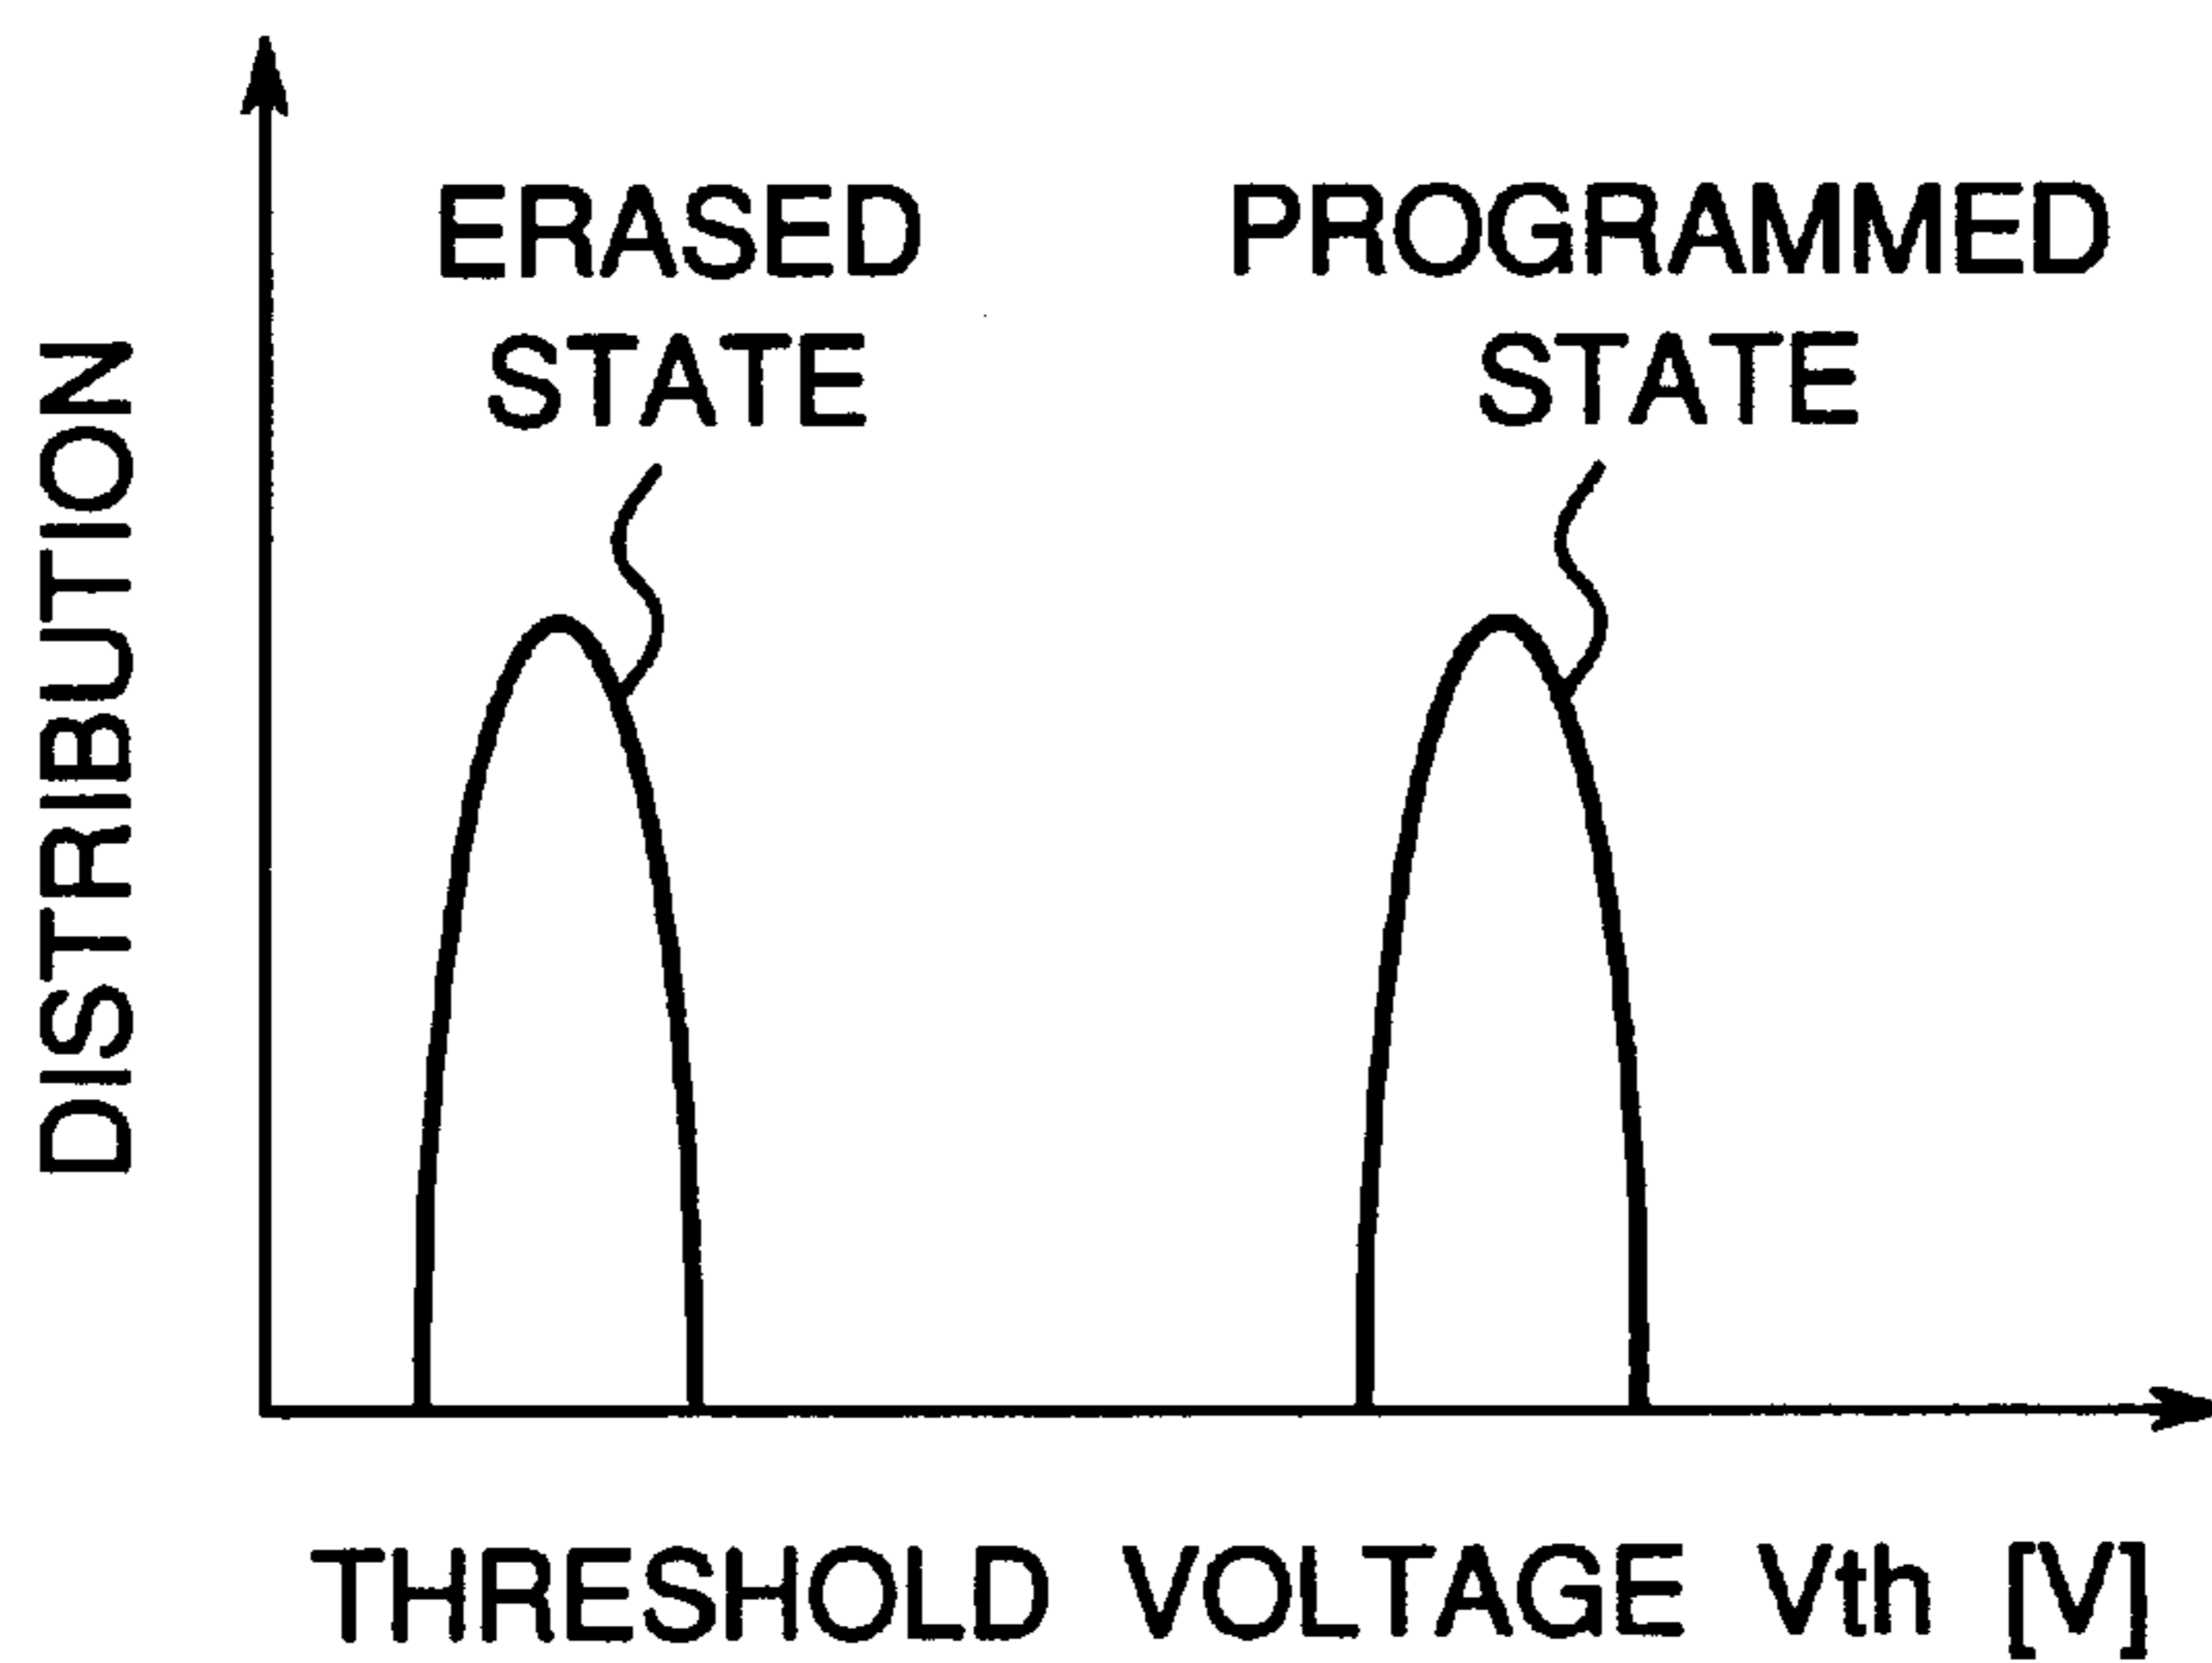 ERASED
STATE
PROGRAMMED
STATE
DISTRIBUTION
THRESHOLD VOLTAGE Vth [V]